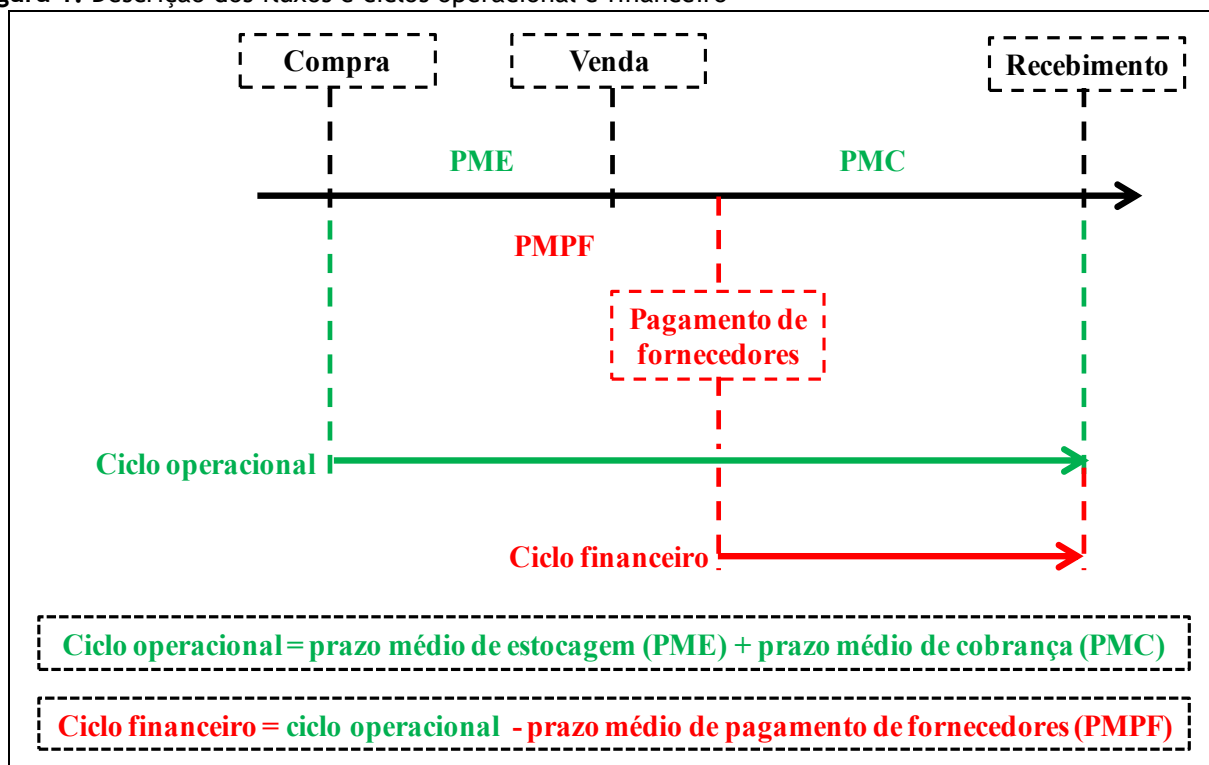 Compra
Venda
Recebimento
PME
PMC
PMPF
Pagamento de
fornecedores
Ciclo operacional
Ciclo financeiro
Ciclo operacional = prazo médio de estocagem (PME) + prazo médio de cobrança (PMC)
Ciclo financeiro = ciclo operacional - prazo médio de pagamento de fornecedores (PMPF)